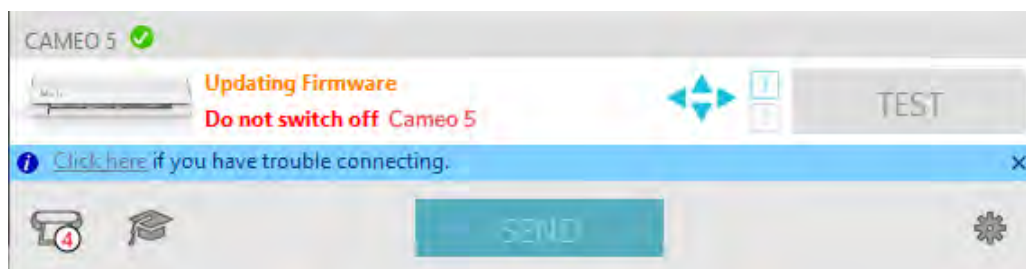 CAMEO 5
Updating Firmware
Do not switch off Cameo 5
TEST
Click here if you have trouble connecting.
4
SEND